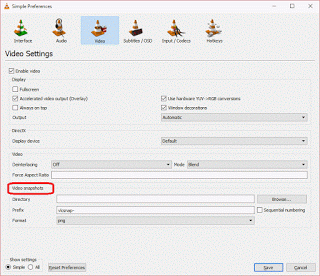 Simple Preferences
Interface Audio Video Subtitles / OSD Input / Codecs Hotkeys
Video Settings
Enable video
Display
Fullscreen
Accelerated video output (Overlay) Use hardware YUV->RGB conversions
Always on top Window decorations
Output Automatic
DirectX
Display device Default
Video
Deinterlacing Off Mode Blend
Force Aspect Ratio
Video snapshots
Directory Browse...
Prefix vlcsnap- Sequential numbering
Format png
Show settings
Simple All Reset Preferences Save Cancel